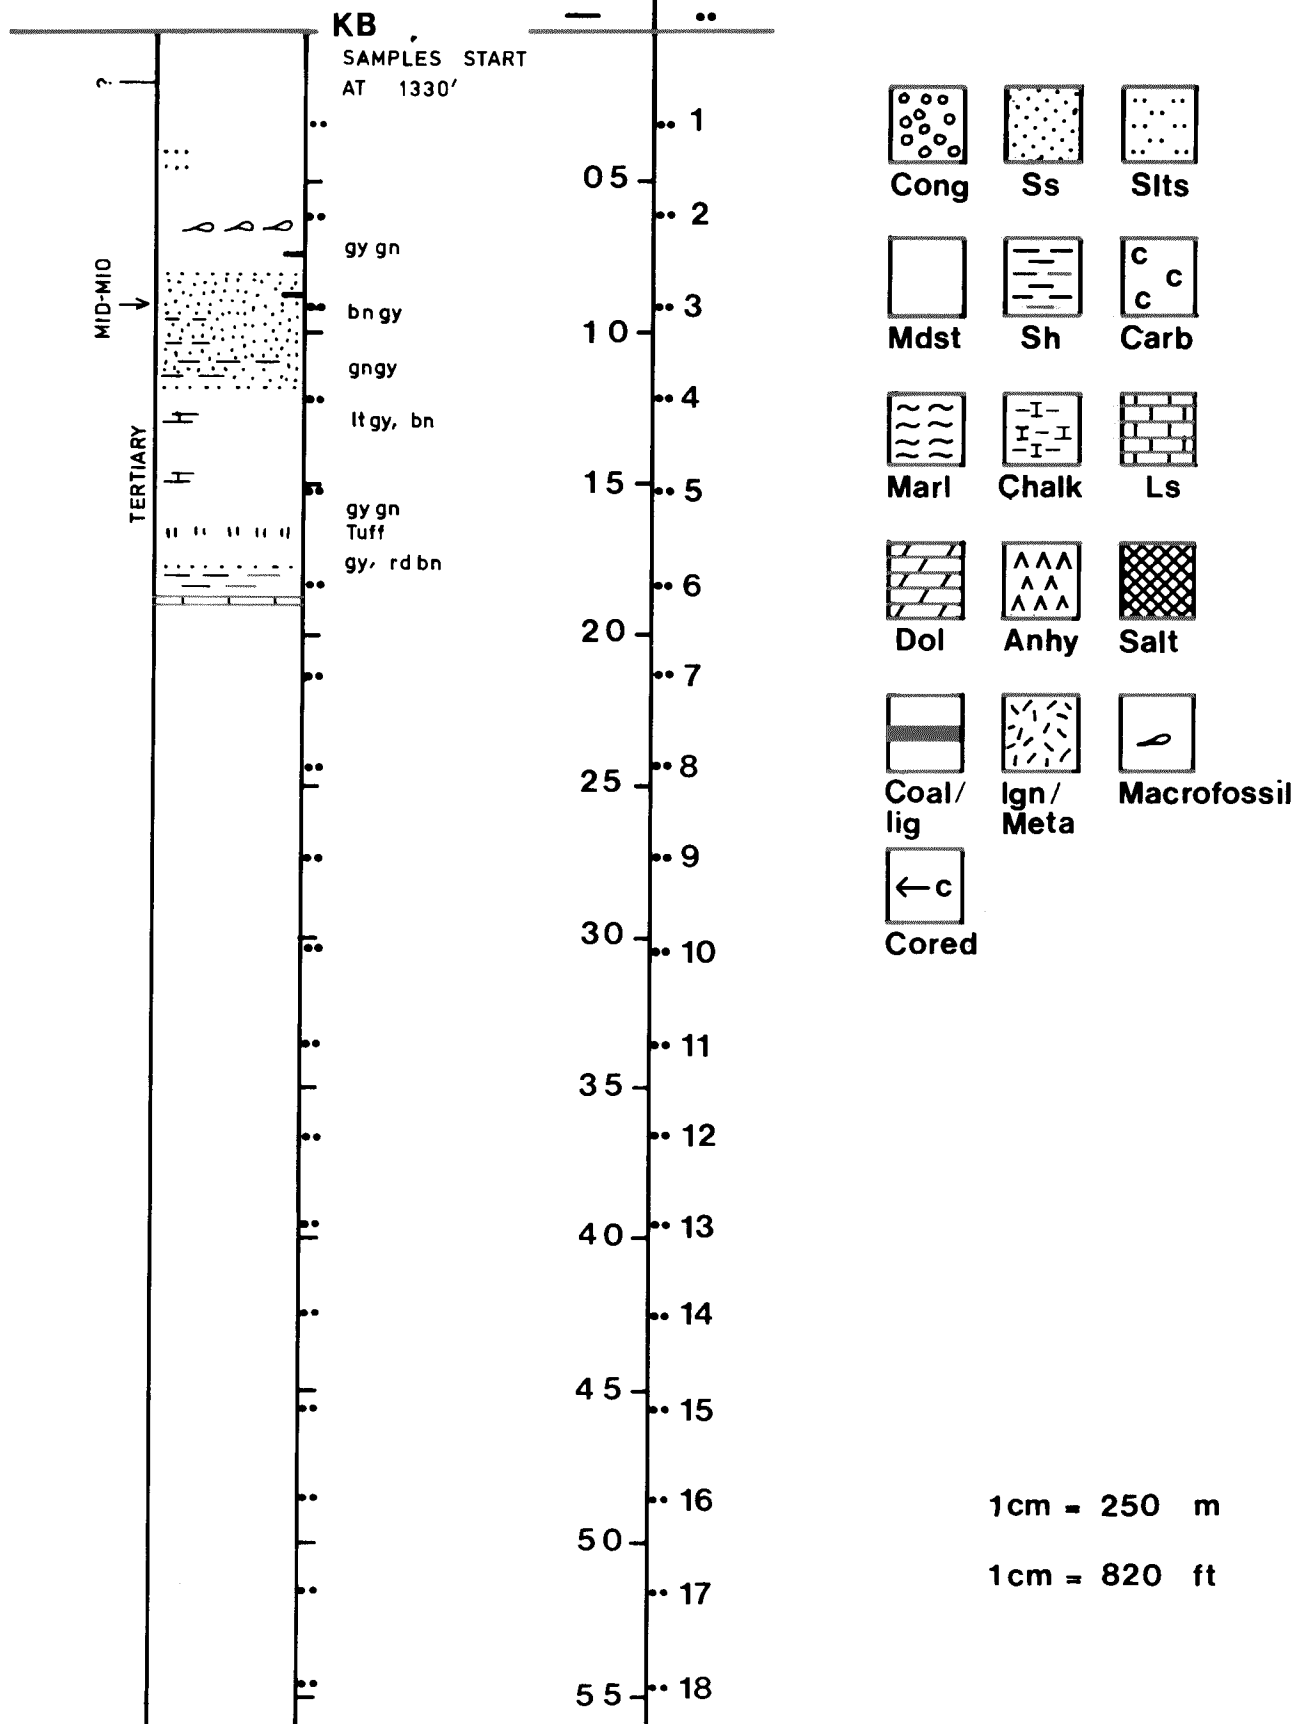 KB
SAMPLES START
AT 1330'
?
gy gn
MID-MIO
bn gy
gn gy
lt gy, bn
TERTIARY
gy gn
Tuff
gy, rd bn
1
05
2
3
10
4
15
5
6
20
7
8
25
9
30
10
11
35
12
13
40
14
45
15
16
50
17
18
55
Cong Ss Slts
C
C
C
Mdst Sh Carb
Marl Chalk Ls
Dol Anhy Salt
Coal/ Ign/ Macrofossil
lig Meta
←C
Cored
1cm = 250 m
1cm = 820 ft